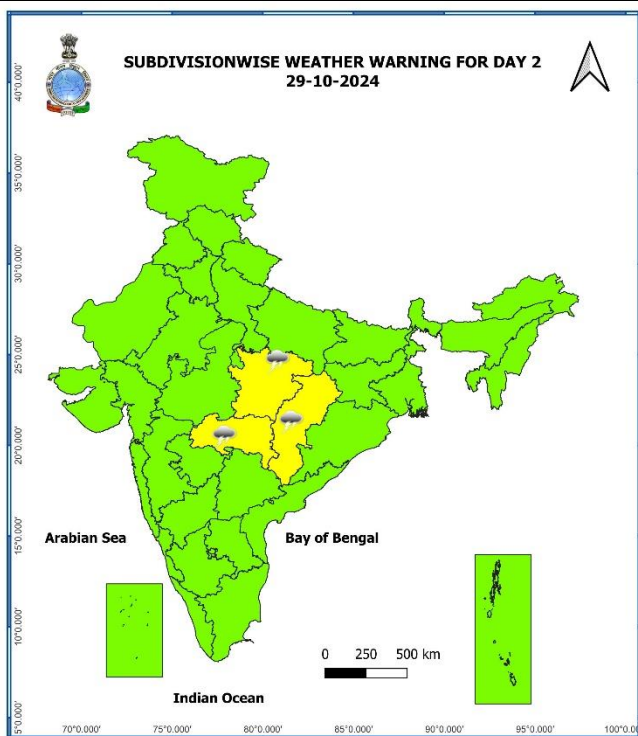 SUBDIVISIONWISE WEATHER WARNING FOR DAY 2
29-10-2024
40°0.000'
35°0.000'
30°0.000'
25°0.000'
20°0.000'
15°0.000'
10°0.000'
5°0.000'
Arabian Sea
Bay of Bengal
0 250 500 km
Indian Ocean
70°0.000' 75°0.000' 80°0.000' 85°0.000' 90°0.000' 95°0.000' 100°0.0